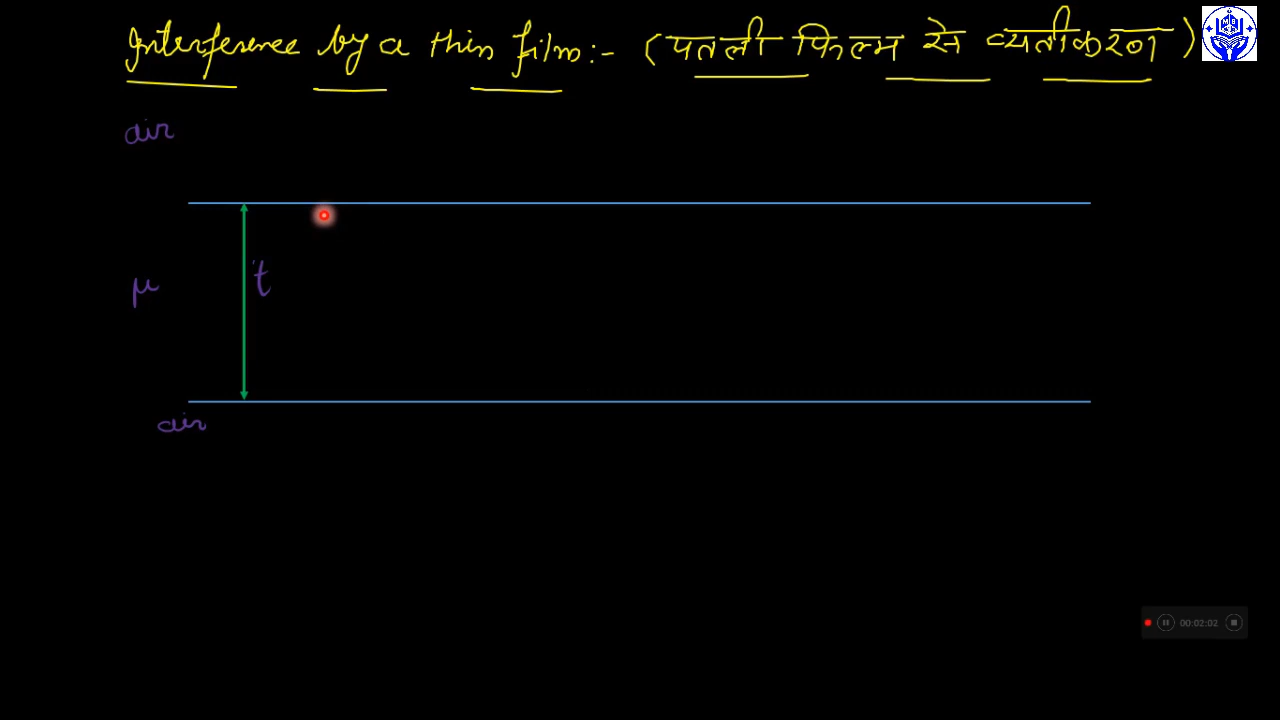 Interference by a thin film:- (पतली फिल्म से व्यतीकरण)
air
μ
t
air
00:02:02